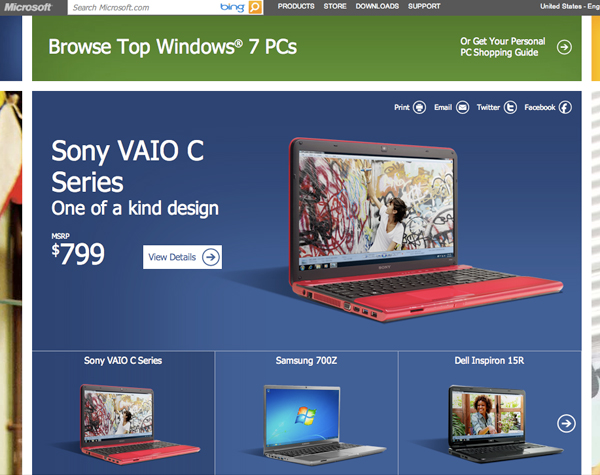 Microsoft® Search Microsoft.com bing PRODUCTS STORE DOWNLOADS SUPPORT United States - Eng
Browse Top Windows® 7 PCs
Or Get Your Personal
PC Shopping Guide
Print Email Twitter Facebook
Sony VAIO C
Series
One of a kind design
MSRP
$799
View Details
SONY
Sony VAIO C Series Samsung 700Z Dell Inspiron 15R